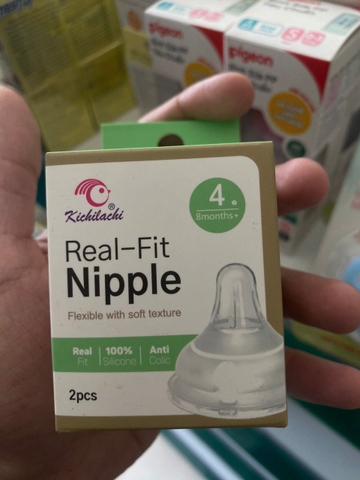 pigeon
pigeon
Kichilachi®
4.
8months+
Real-Fit
Nipple
Flexible with soft texture
Real
Fit
100%
Silicone
Anti
Colic
2pcs